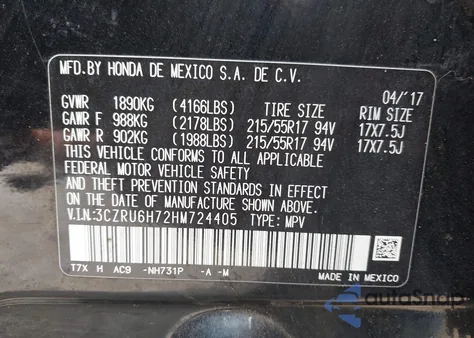 MFD.BY HONDA DE MEXICO S.A. DE C.V.
04/'17
GVWR 1890KG (4166LBS) TIRE SIZE RIM SIZE
GAWR F 988KG (2178LBS) 215/55R17 94V 17X7.5J
GAWR R 902KG (1988LBS) 215/55R17 94V 17X7.5J
THIS VEHICLE CONFORMS TO ALL APPLICABLE
FEDERAL MOTOR VEHICLE SAFETY
AND THEFT PREVENTION STANDARDS IN EFFECT
ON THE DATE OF MANUFACTURE SHOWN ABOVE.
V.I.N:3CZRU6H72HM724405 TYPE: MPV
T7X H AC9 -NH731P -A -M
MADE IN MEXICO
AutoSnap